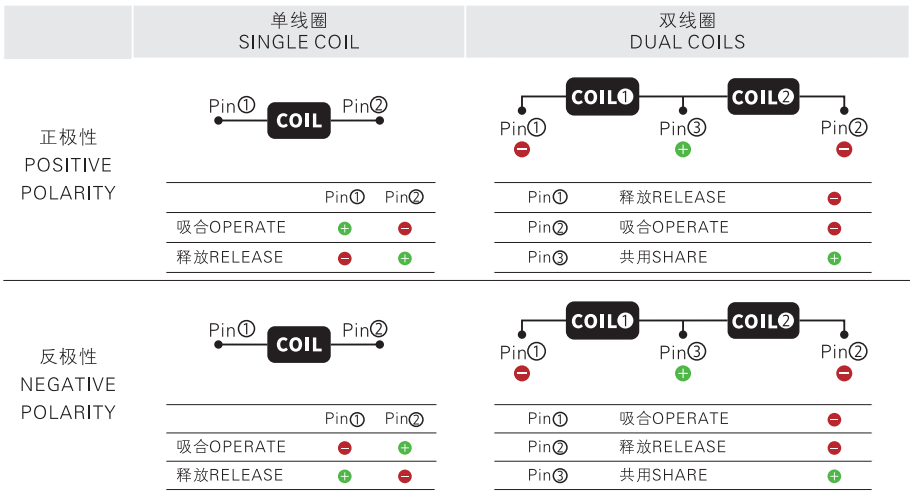 单线圈
SINGLE COIL
双线圈
DUAL COILS
正极性
POSITIVE
POLARITY
Pin① COIL Pin②
COIL❶ COIL❷
Pin① Pin③ Pin②
− + −
Pin① Pin②
吸合OPERATE + −
释放RELEASE − +
Pin① 释放RELEASE −
Pin② 吸合OPERATE −
Pin③ 共用SHARE +
反极性
NEGATIVE
POLARITY
Pin① COIL Pin②
COIL❶ COIL❷
Pin① Pin③ Pin②
− + −
Pin① Pin②
吸合OPERATE − +
释放RELEASE + −
Pin① 吸合OPERATE −
Pin② 释放RELEASE −
Pin③ 共用SHARE +